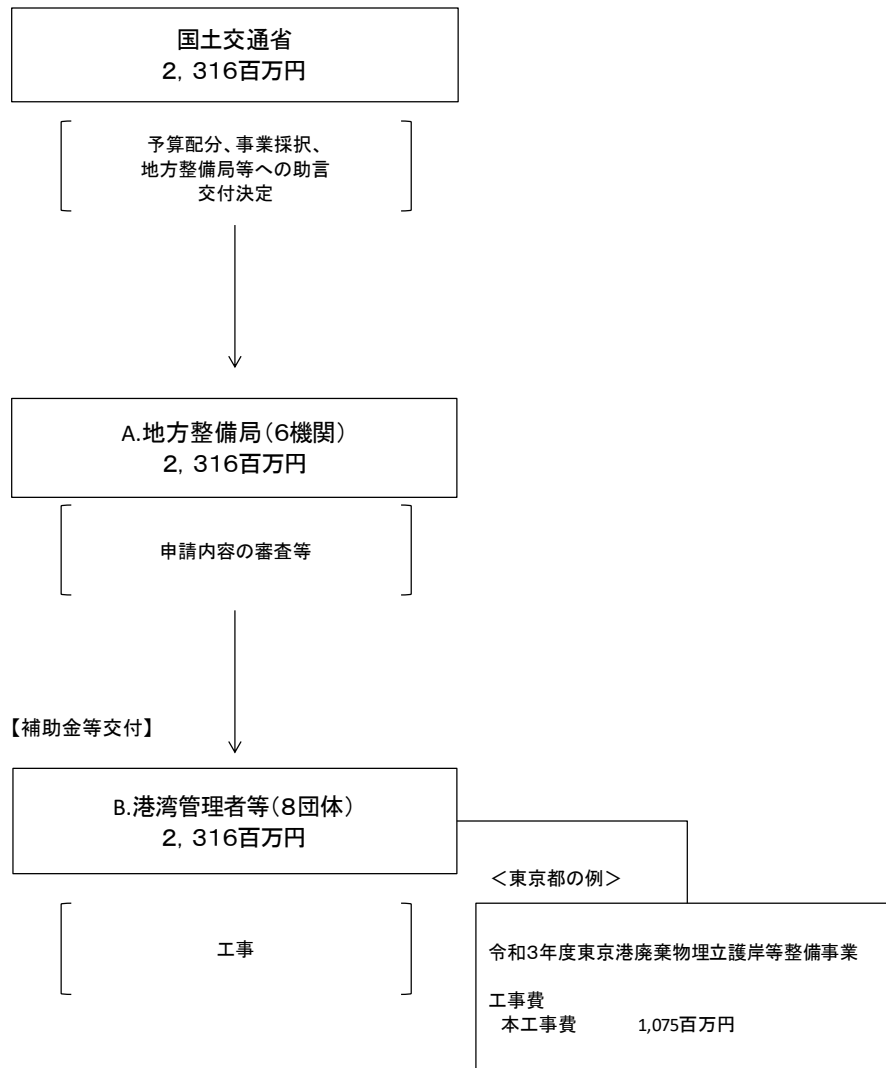 国土交通省
２，３１６百万円
予算配分、事業採択、
地方整備局等への助言
交付決定
A.地方整備局（６機関）
２，３１６百万円
申請内容の審査等
【補助金等交付】
B.港湾管理者等（８団体）
２，３１６百万円
工事
＜東京都の例＞
令和３年度東京港廃棄物埋立護岸等整備事業
工事費
本工事費 1,075百万円